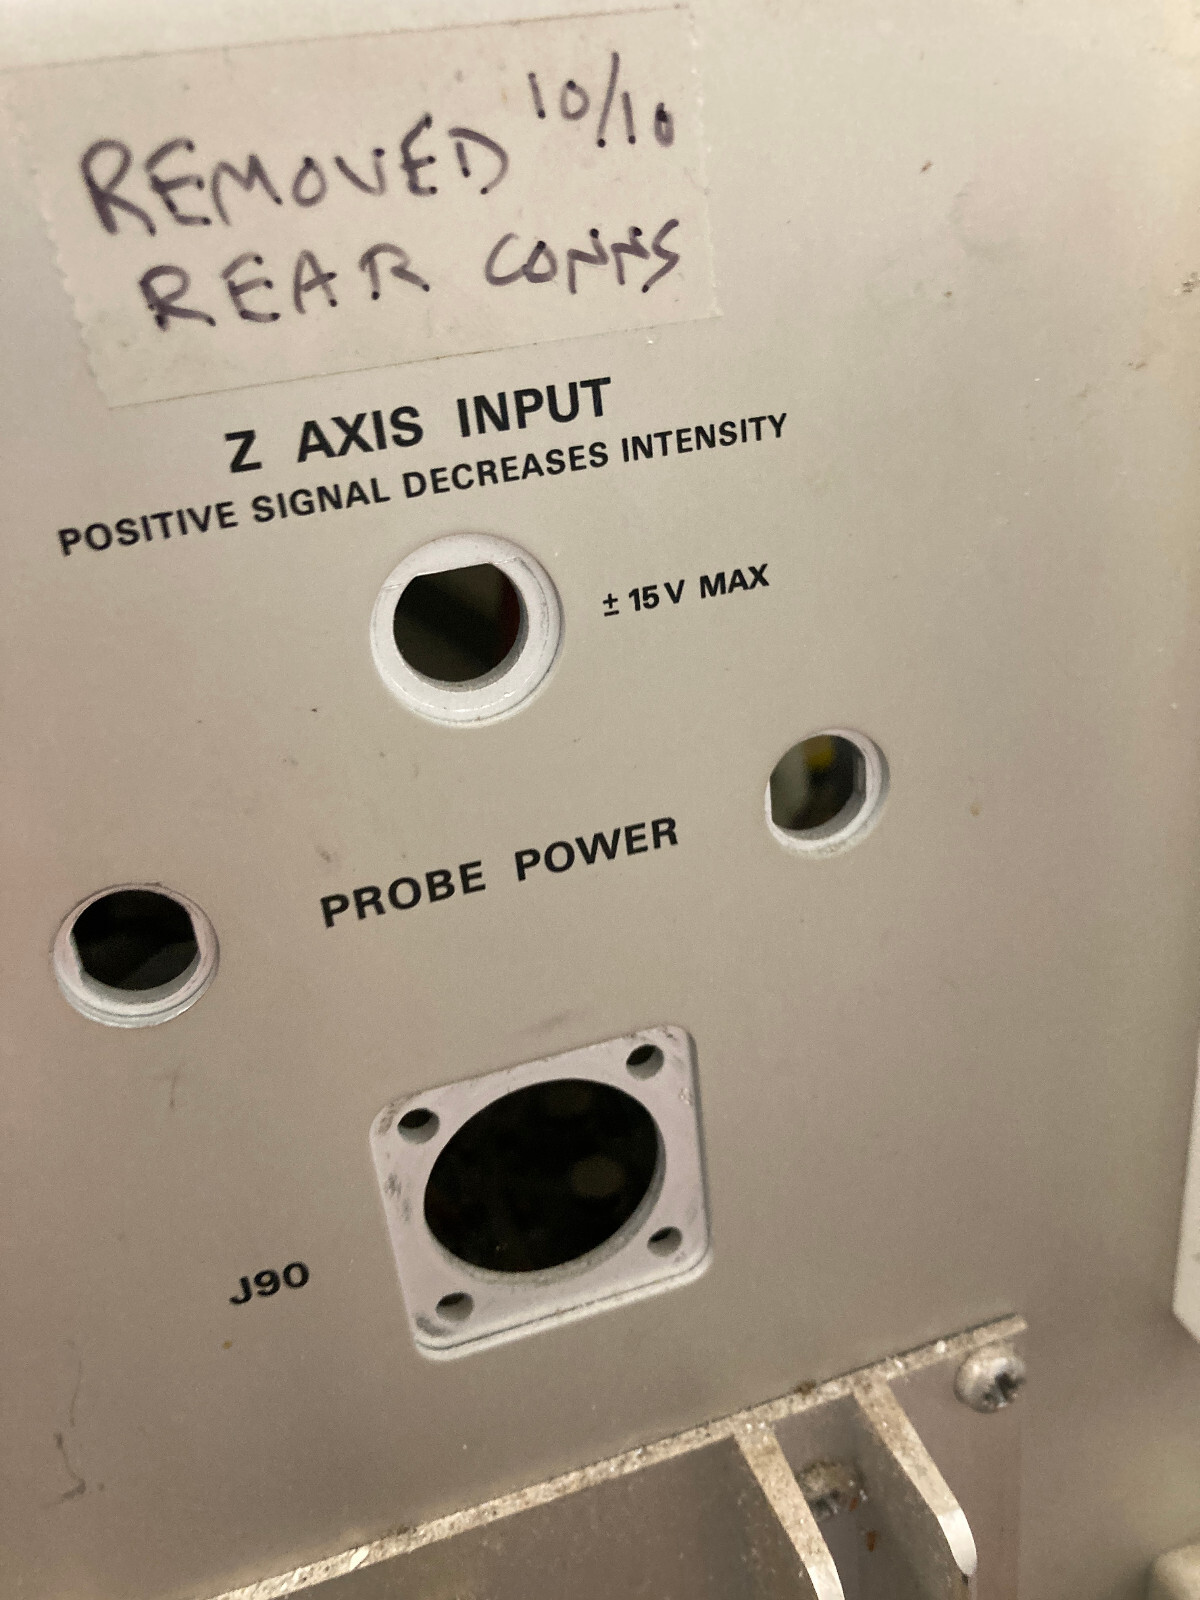 REMOVED 10/10
REAR CONNS
Z AXIS INPUT
POSITIVE SIGNAL DECREASES INTENSITY
± 15 V MAX
PROBE POWER
J90